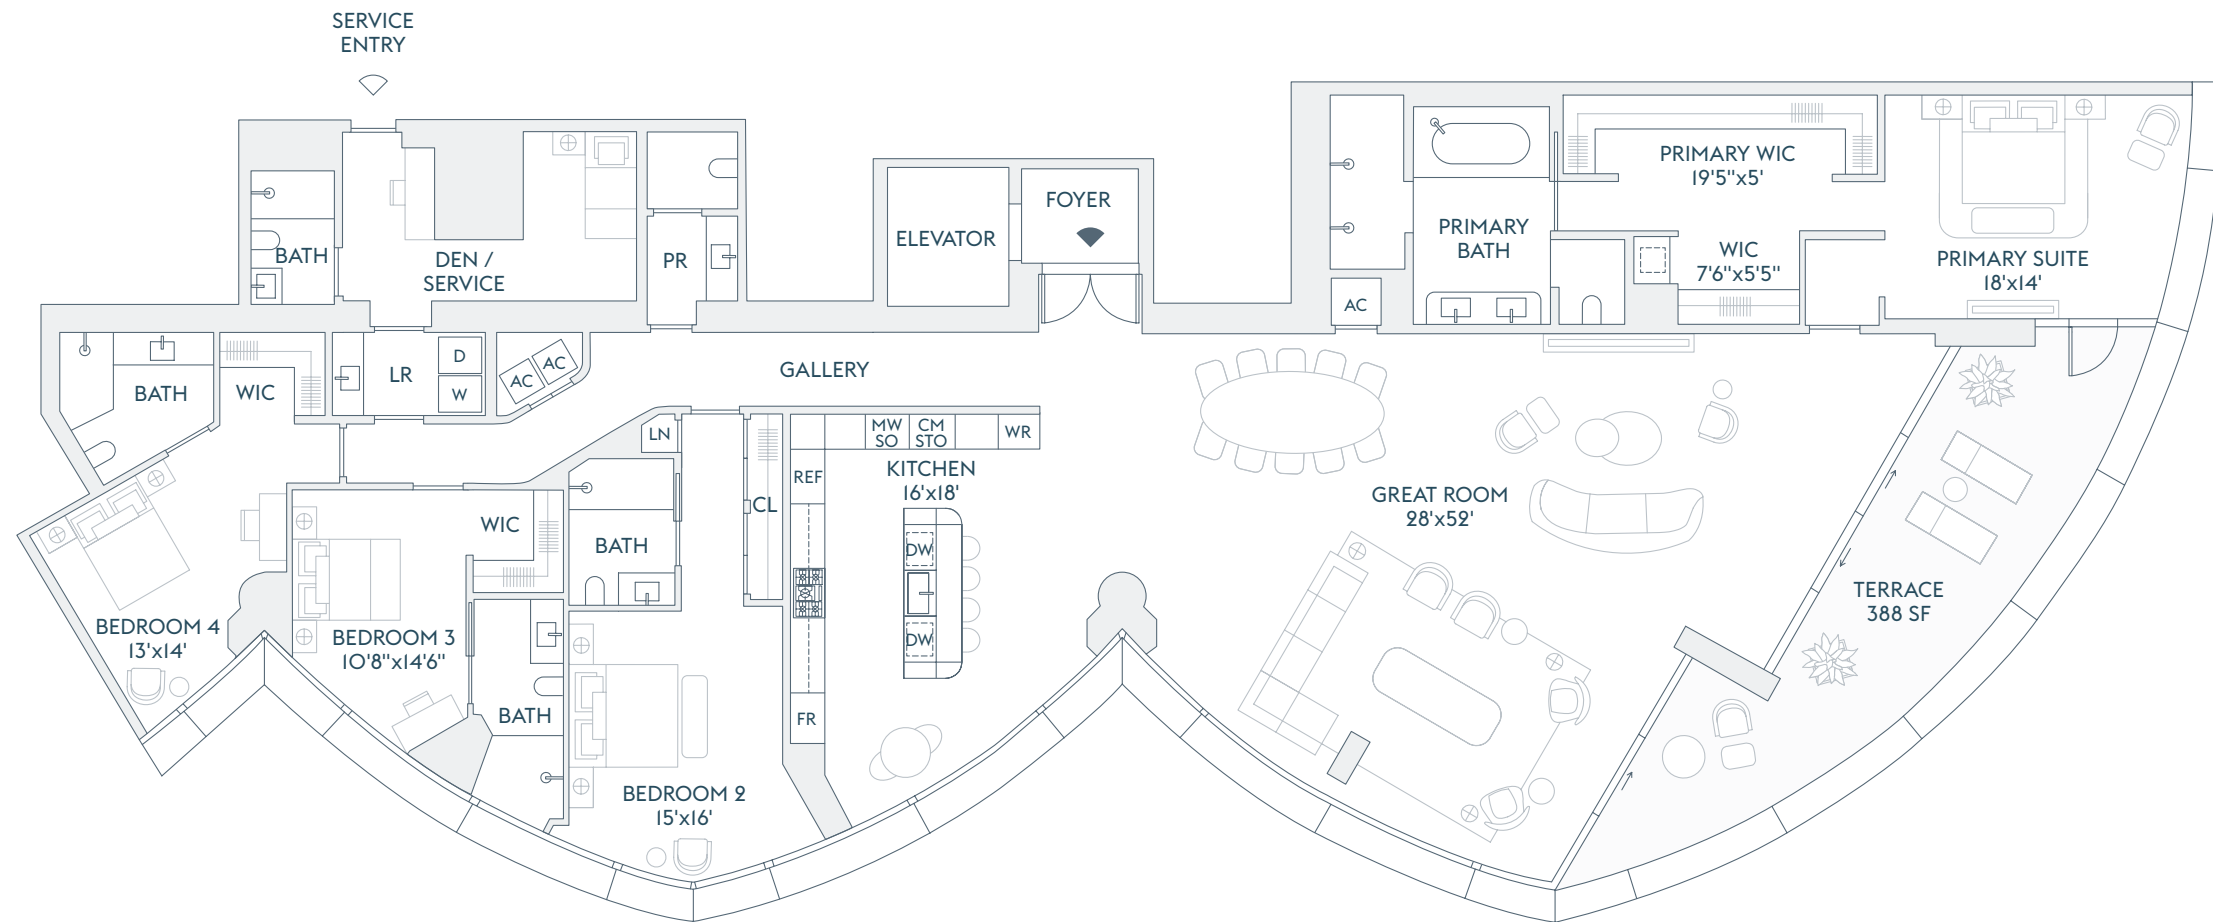 SERVICE
ENTRY
BATH
DEN /
SERVICE
PR
ELEVATOR
FOYER
AC
PRIMARY
BATH
PRIMARY WIC
19'5"x5'
WIC
7'6"x5'5"
PRIMARY SUITE
18'x14'
BATH
WIC
LR
D
W
AC
AC
GALLERY
LN
CL
MW
SO
CM
STO
WR
REF
KITCHEN
16'x18'
DW
DW
FR
GREAT ROOM
28'x52'
TERRACE
388 SF
WIC
BATH
BEDROOM 4
13'x14'
BEDROOM 3
10'8"x14'6"
BATH
BEDROOM 2
15'x16'